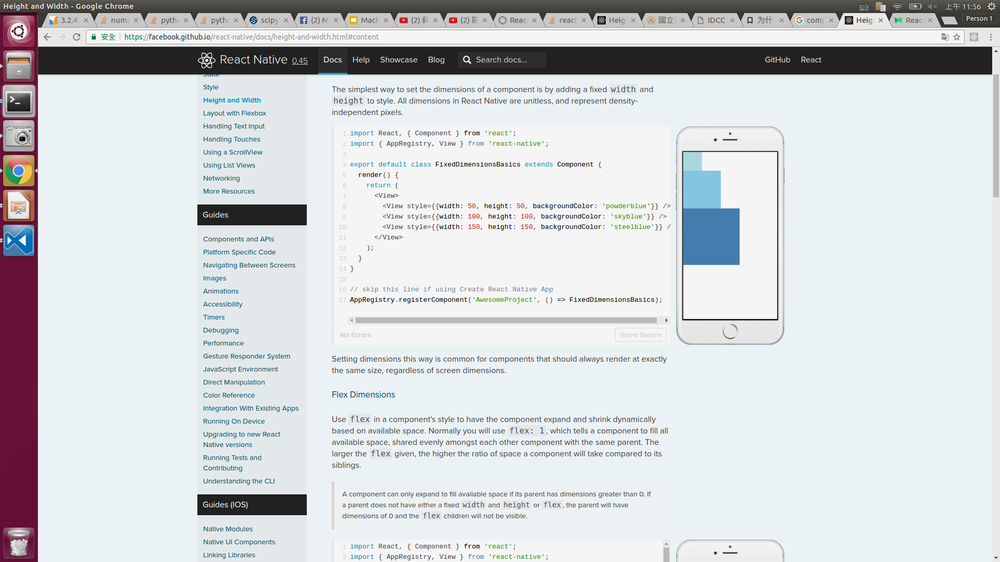 Height and Width - Google Chrome
上午 11:56
3.2.4.
nump
pytho
pytho
scipy
(2) M
Mach
(2) 蘇
(2) 羅
Reac
react
Heig
國立
IDCC
为什
comp
Heig
Reac
Person 1
安全 https://facebook.github.io/react-native/docs/height-and-width.html#content
React Native 0.45
Docs
Help
Showcase
Blog
Search docs...
GitHub
React
State
Style
Height and Width
Layout with Flexbox
Handling Text Input
Handling Touches
Using a ScrollView
Using List Views
Networking
More Resources
Guides
Components and APIs
Platform Specific Code
Navigating Between Screens
Images
Animations
Accessibility
Timers
Debugging
Performance
Gesture Responder System
JavaScript Environment
Direct Manipulation
Color Reference
Integration With Existing Apps
Running On Device
Upgrading to new React
Native versions
Running Tests and
Contributing
Understanding the CLI
Guides (IOS)
Native Modules
Native UI Components
Linking Libraries
The simplest way to set the dimensions of a component is by adding a fixed width and
height to style. All dimensions in React Native are unitless, and represent density-
independent pixels.
1 import React, { Component } from 'react';
2 import { AppRegistry, View } from 'react-native';
3
4 export default class FixedDimensionsBasics extends Component {
5 render() {
6 return (
7 <View>
8 <View style={{width: 50, height: 50, backgroundColor: 'powderblue'}} />
9 <View style={{width: 100, height: 100, backgroundColor: 'skyblue'}} />
10 <View style={{width: 150, height: 150, backgroundColor: 'steelblue'}} /
11 </View>
12 );
13 }
14 }
15
16 // skip this line if using Create React Native App
17 AppRegistry.registerComponent('AwesomeProject', () => FixedDimensionsBasics);
No Errors
Show Details
Setting dimensions this way is common for components that should always render at exactly
the same size, regardless of screen dimensions.
Flex Dimensions
Use flex in a component's style to have the component expand and shrink dynamically
based on available space. Normally you will use flex: 1, which tells a component to fill all
available space, shared evenly amongst each other component with the same parent. The
larger the flex given, the higher the ratio of space a component will take compared to its
siblings.
A component can only expand to fill available space if its parent has dimensions greater than 0. If
a parent does not have either a fixed width and height or flex, the parent will have
dimensions of 0 and the flex children will not be visible.
1 import React, { Component } from 'react';
2 import { AppRegistry, View } from 'react-native';